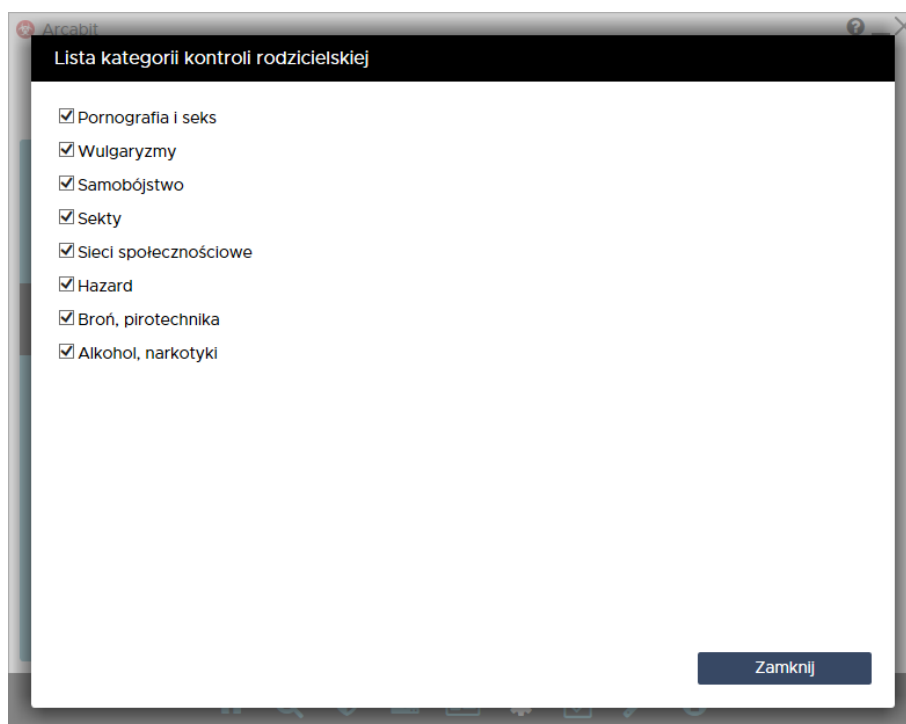 Arcabit
Lista kategorii kontroli rodzicielskiej
Pornografia i seks
Wulgaryzmy
Samobójstwo
Sekty
Sieci społecznościowe
Hazard
Broń, pirotechnika
Alkohol, narkotyki
Zamknij